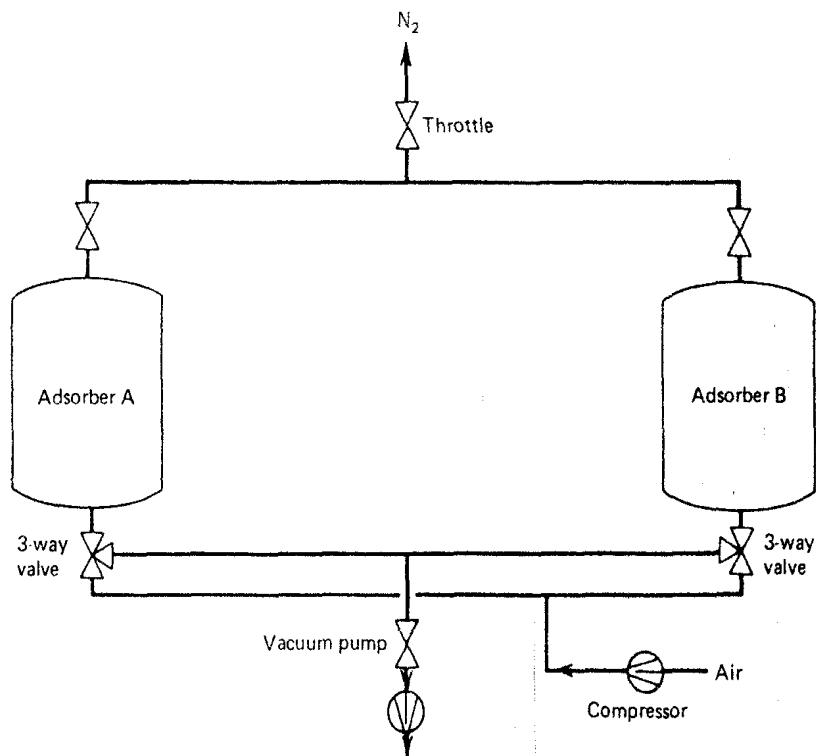 N₂
Throttle
Adsorber A
Adsorber B
3-way
valve
3-way
valve
Vacuum pump
Air
Compressor